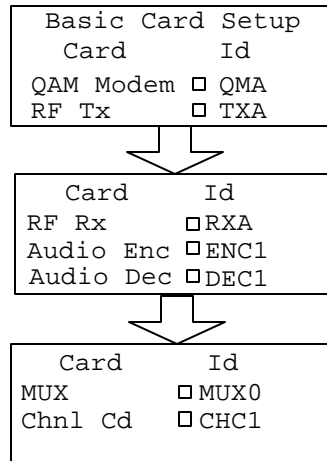 Basic Card Setup
Card Id
QAM Modem □ QMA
RF Tx □ TXA
Card Id
RF Rx □ RXA
Audio Enc □ ENC1
Audio Dec □ DEC1
Card Id
MUX □ MUX0
Chnl Cd □ CHC1